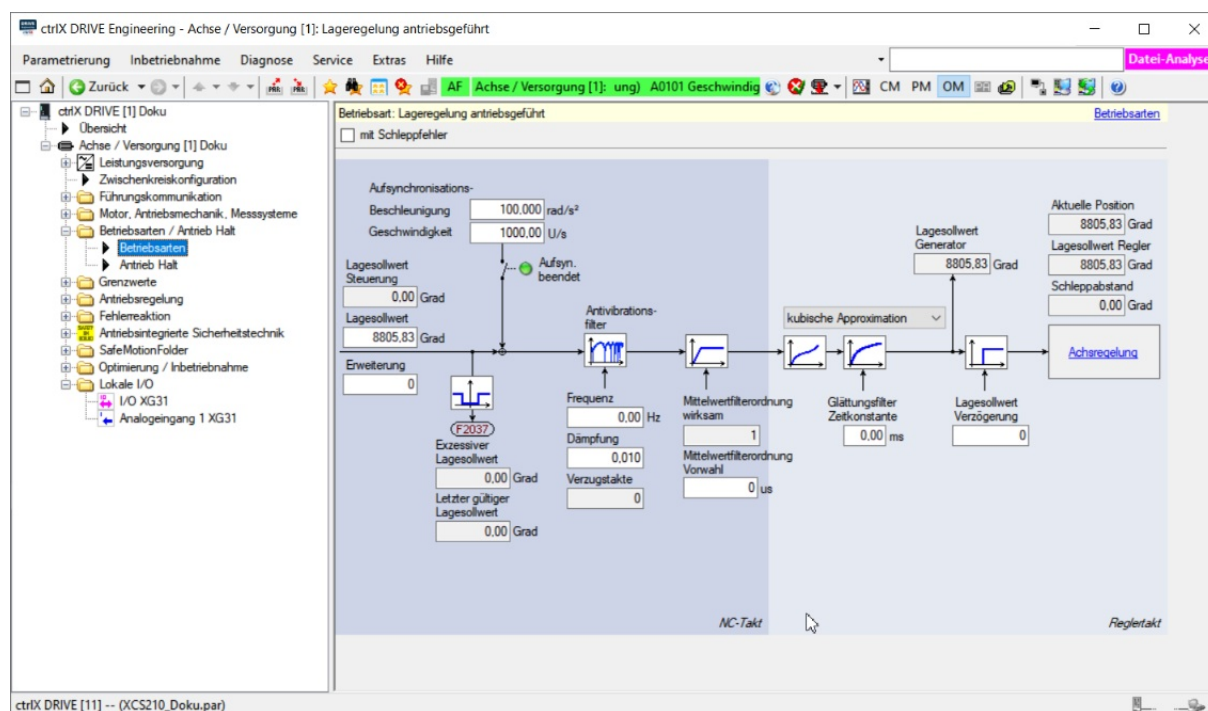 ctrlX DRIVE Engineering - Achse / Versorgung [1]: Lageregelung antriebsgeführt
Parametrierung Inbetriebnahme Diagnose Service Extras Hilfe
Datei-Analyse
Zurück
AF Achse / Versorgung [1]: ung) A0101 Geschwindig
CM PM OM
ctrlX DRIVE [1] Doku
Übersicht
Achse / Versorgung [1] Doku
Leistungsversorgung
Zwischenkreiskonfiguration
Führungskommunikation
Motor, Antriebsmechanik, Messsysteme
Betriebsarten / Antrieb Halt
Betriebsarten
Antrieb Halt
Grenzwerte
Antriebsregelung
Fehlerreaktion
Antriebsintegrierte Sicherheitstechnik
SafeMotionFolder
Optimierung / Inbetriebnahme
Lokale I/O
I/O XG31
Analogeingang 1 XG31
Betriebsart: Lageregelung antriebsgeführt
Betriebsarten
mit Schleppfehler
Aufsynchronisations-
Beschleunigung 100,000 rad/s²
Geschwindigkeit 1000,00 U/s
Aufsyn.
beendet
Lagesollwert
Steuerung
0,00 Grad
Lagesollwert
8805,83 Grad
Erweiterung
0
F2037
Exzessiver
Lagesollwert
0,00 Grad
Letzter gültiger
Lagesollwert
0,00 Grad
Antivibrations-
filter
Frequenz
0,00 Hz
Dämpfung
0,010
Verzugstakte
0
Mittelwertfilterordnung
wirksam
1
Mittelwertfilterordnung
Vorwahl
0 us
NC-Takt
kubische Approximation
Glättungsfilter
Zeitkonstante
0,00 ms
Lagesollwert
Generator
8805,83 Grad
Lagesollwert
Verzögerung
0
Aktuelle Position
8805,83 Grad
Lagesollwert Regler
8805,83 Grad
Schleppabstand
0,00 Grad
Achsregelung
Reglertakt
ctrlX DRIVE [11] -- (XCS210_Doku.par)